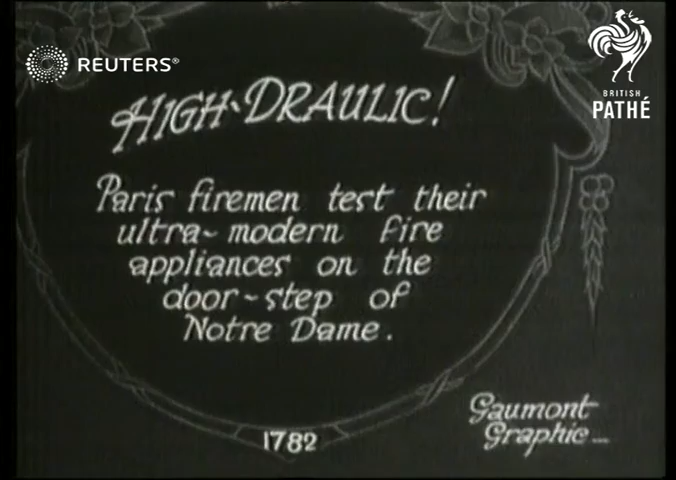 REUTERS®
BRITISH
PATHÉ
HIGH-DRAULIC!
Paris firemen test their
ultra-modern fire
appliances on the
door-step of
Notre Dame.
1782
Gaumont
Graphic...